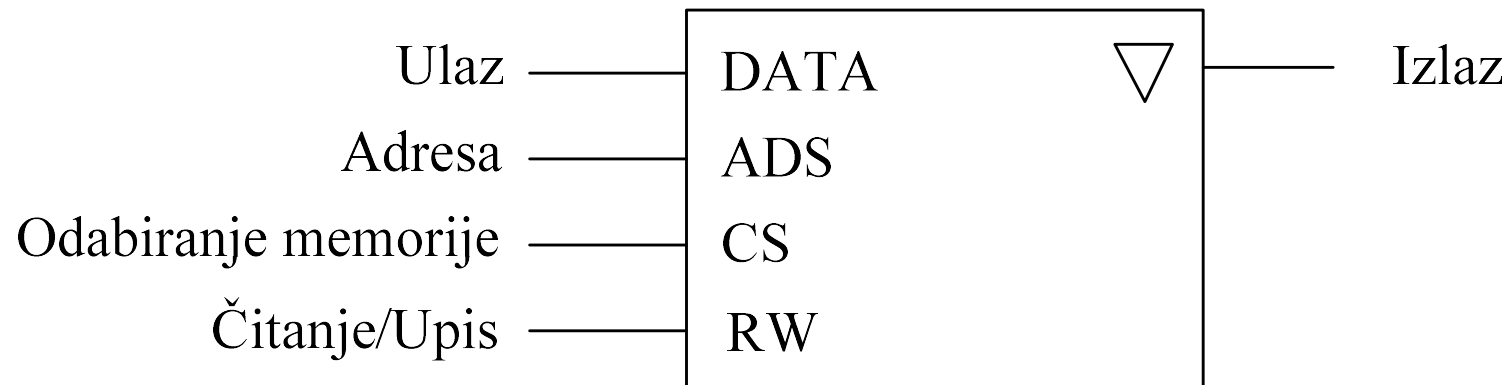 Ulaz DATA Izlaz
Adresa ADS
Odabiranje memorije CS
Čitanje/Upis RW